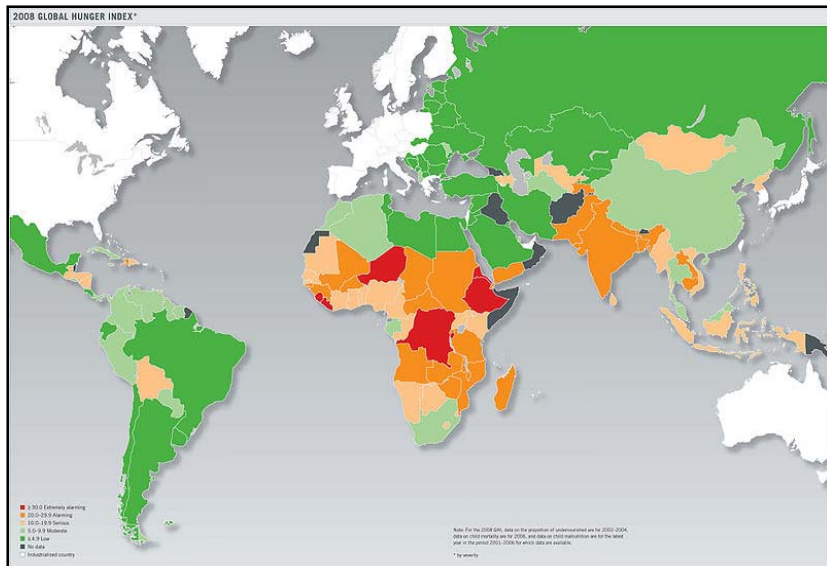 2008 GLOBAL HUNGER INDEX*
≥ 30.0 Extremely alarming
20.0–29.9 Alarming
10.0–19.9 Serious
5.0–9.9 Moderate
≤4.9 Low
No data
Industrialised country
Note: For the 2008 GHI, data on the proportion of undernourished are for 2002–2004,
data on child mortality are for 2006, and data on child malnutrition are for the latest
year in the period 2001–2006 for which data are available.
* by severity